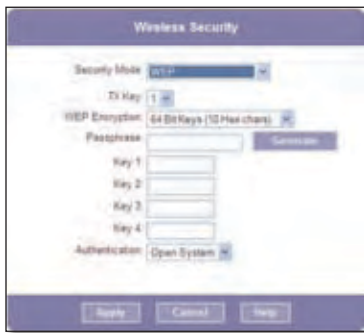 Wireless Security
Security Mode WEP
TX Key 1
WEP Encryption 64 Bit Keys (10 Hex chars)
Passphrase Generate
Key 1
Key 2
Key 3
Key 4
Authentication Open System
Apply Cancel Help